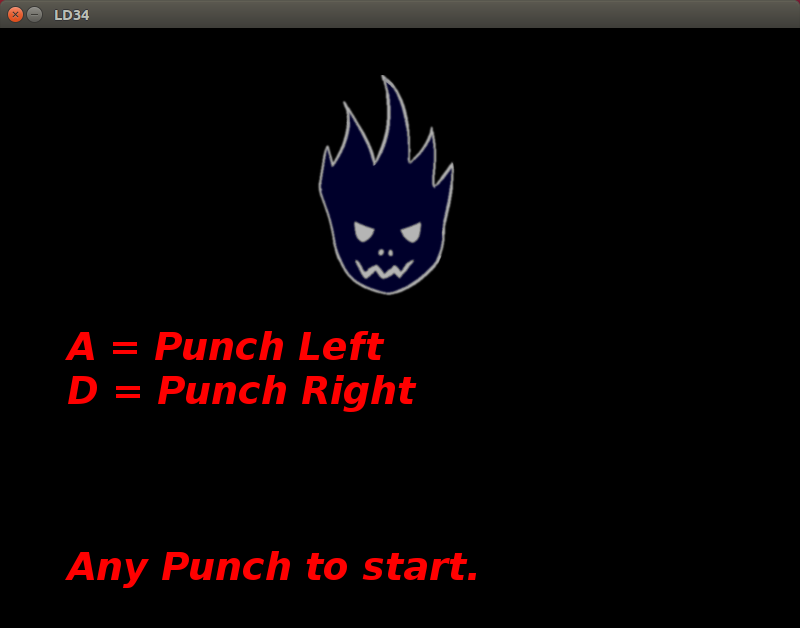 LD34
A = Punch Left
D = Punch Right
Any Punch to start.